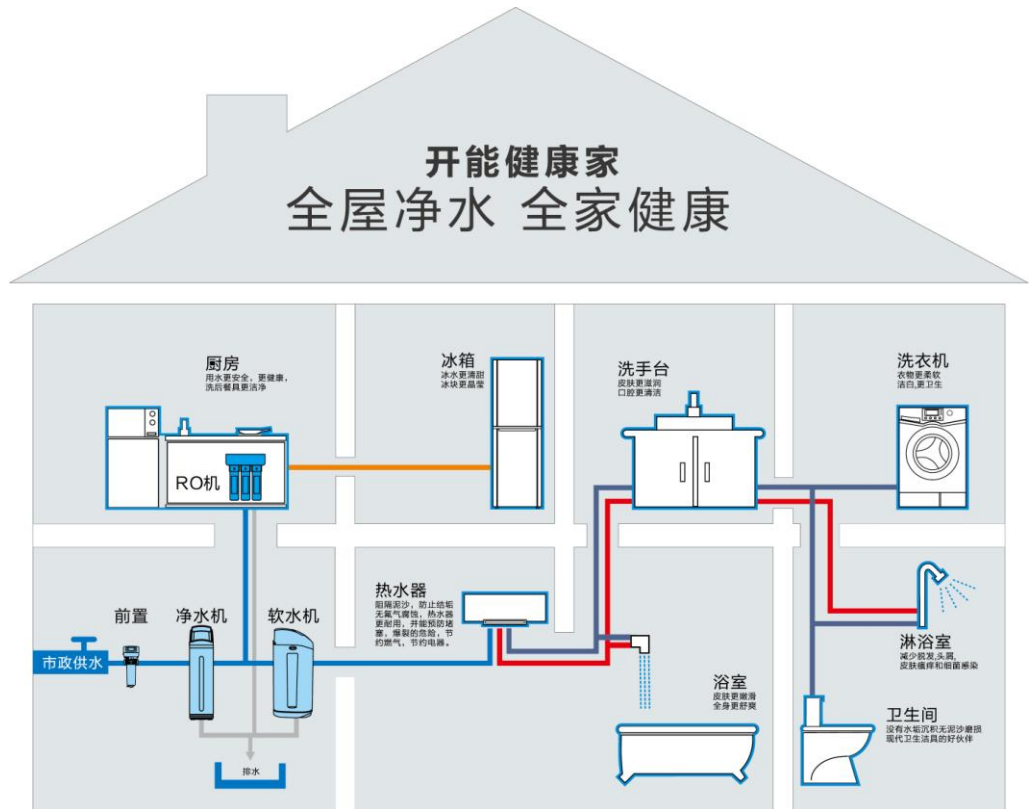 开能健康家
全屋净水 全家健康
厨房
用水更安全，更健康，
洗后餐具更洁净
RO机
冰箱
冰水更清甜
冰块更晶莹
洗手台
皮肤更滋润
口腔更清洁
洗衣机
衣物更柔软
洁白,更卫生
市政供水
前置
净水机
软水机
排水
热水器
阻隔泥沙，防止结垢
无氟气腐蚀，热水器
更耐用，并能预防堵
塞，爆裂的危险，节
约燃气，节约电器。
浴室
皮肤更嫩滑
全身更舒爽
淋浴室
减少脱发,头屑,
皮肤瘙痒和细菌感染
卫生间
没有水垢沉积无泥沙磨损
现代卫生洁具的好伙伴